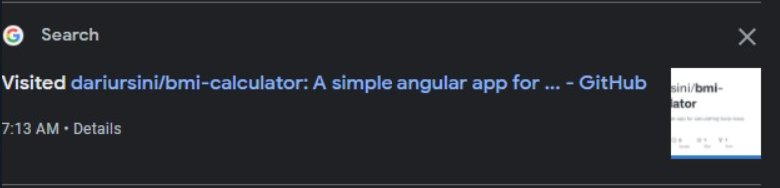 Search
Visited dariursini/bmi-calculator: A simple angular app for ... - GitHub
7:13 AM • Details
sini/bmi-
lator